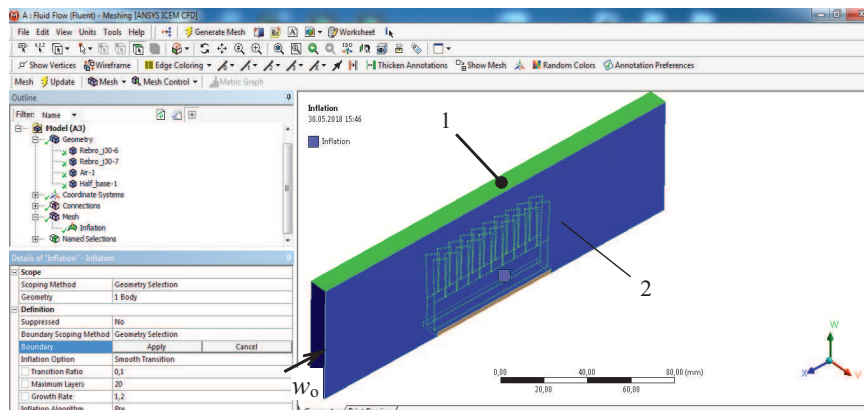 A : Fluid Flow (Fluent) - Meshing [ANSYS ICEM CFD]
File Edit View Units Tools Help Generate Mesh Worksheet
Show Vertices Wireframe Edge Coloring Thicken Annotations Show Mesh Random Colors Annotation Preferences
Mesh Update Mesh Mesh Control Metric Graph
Outline
Filter: Name
Model (A3)
Geometry
Rebro_j30-6
Rebro_j30-7
Air-1
Half_base-1
Coordinate Systems
Connections
Mesh
Inflation
Named Selections
Details of "Inflation" - Inflation
Scope
Scoping Method Geometry Selection
Geometry 1 Body
Definition
Suppressed No
Boundary Scoping Method Geometry Selection
Boundary Apply Cancel
Inflation Option Smooth Transition
Transition Ratio 0,1
Maximum Layers 20
Growth Rate 1,2
Inflation Algorithm Pre
Inflation
30.05.2018 15:46
Inflation
1
2
wo
0,00 40,00 80,00 (mm)
20,00 60,00
W
X
V